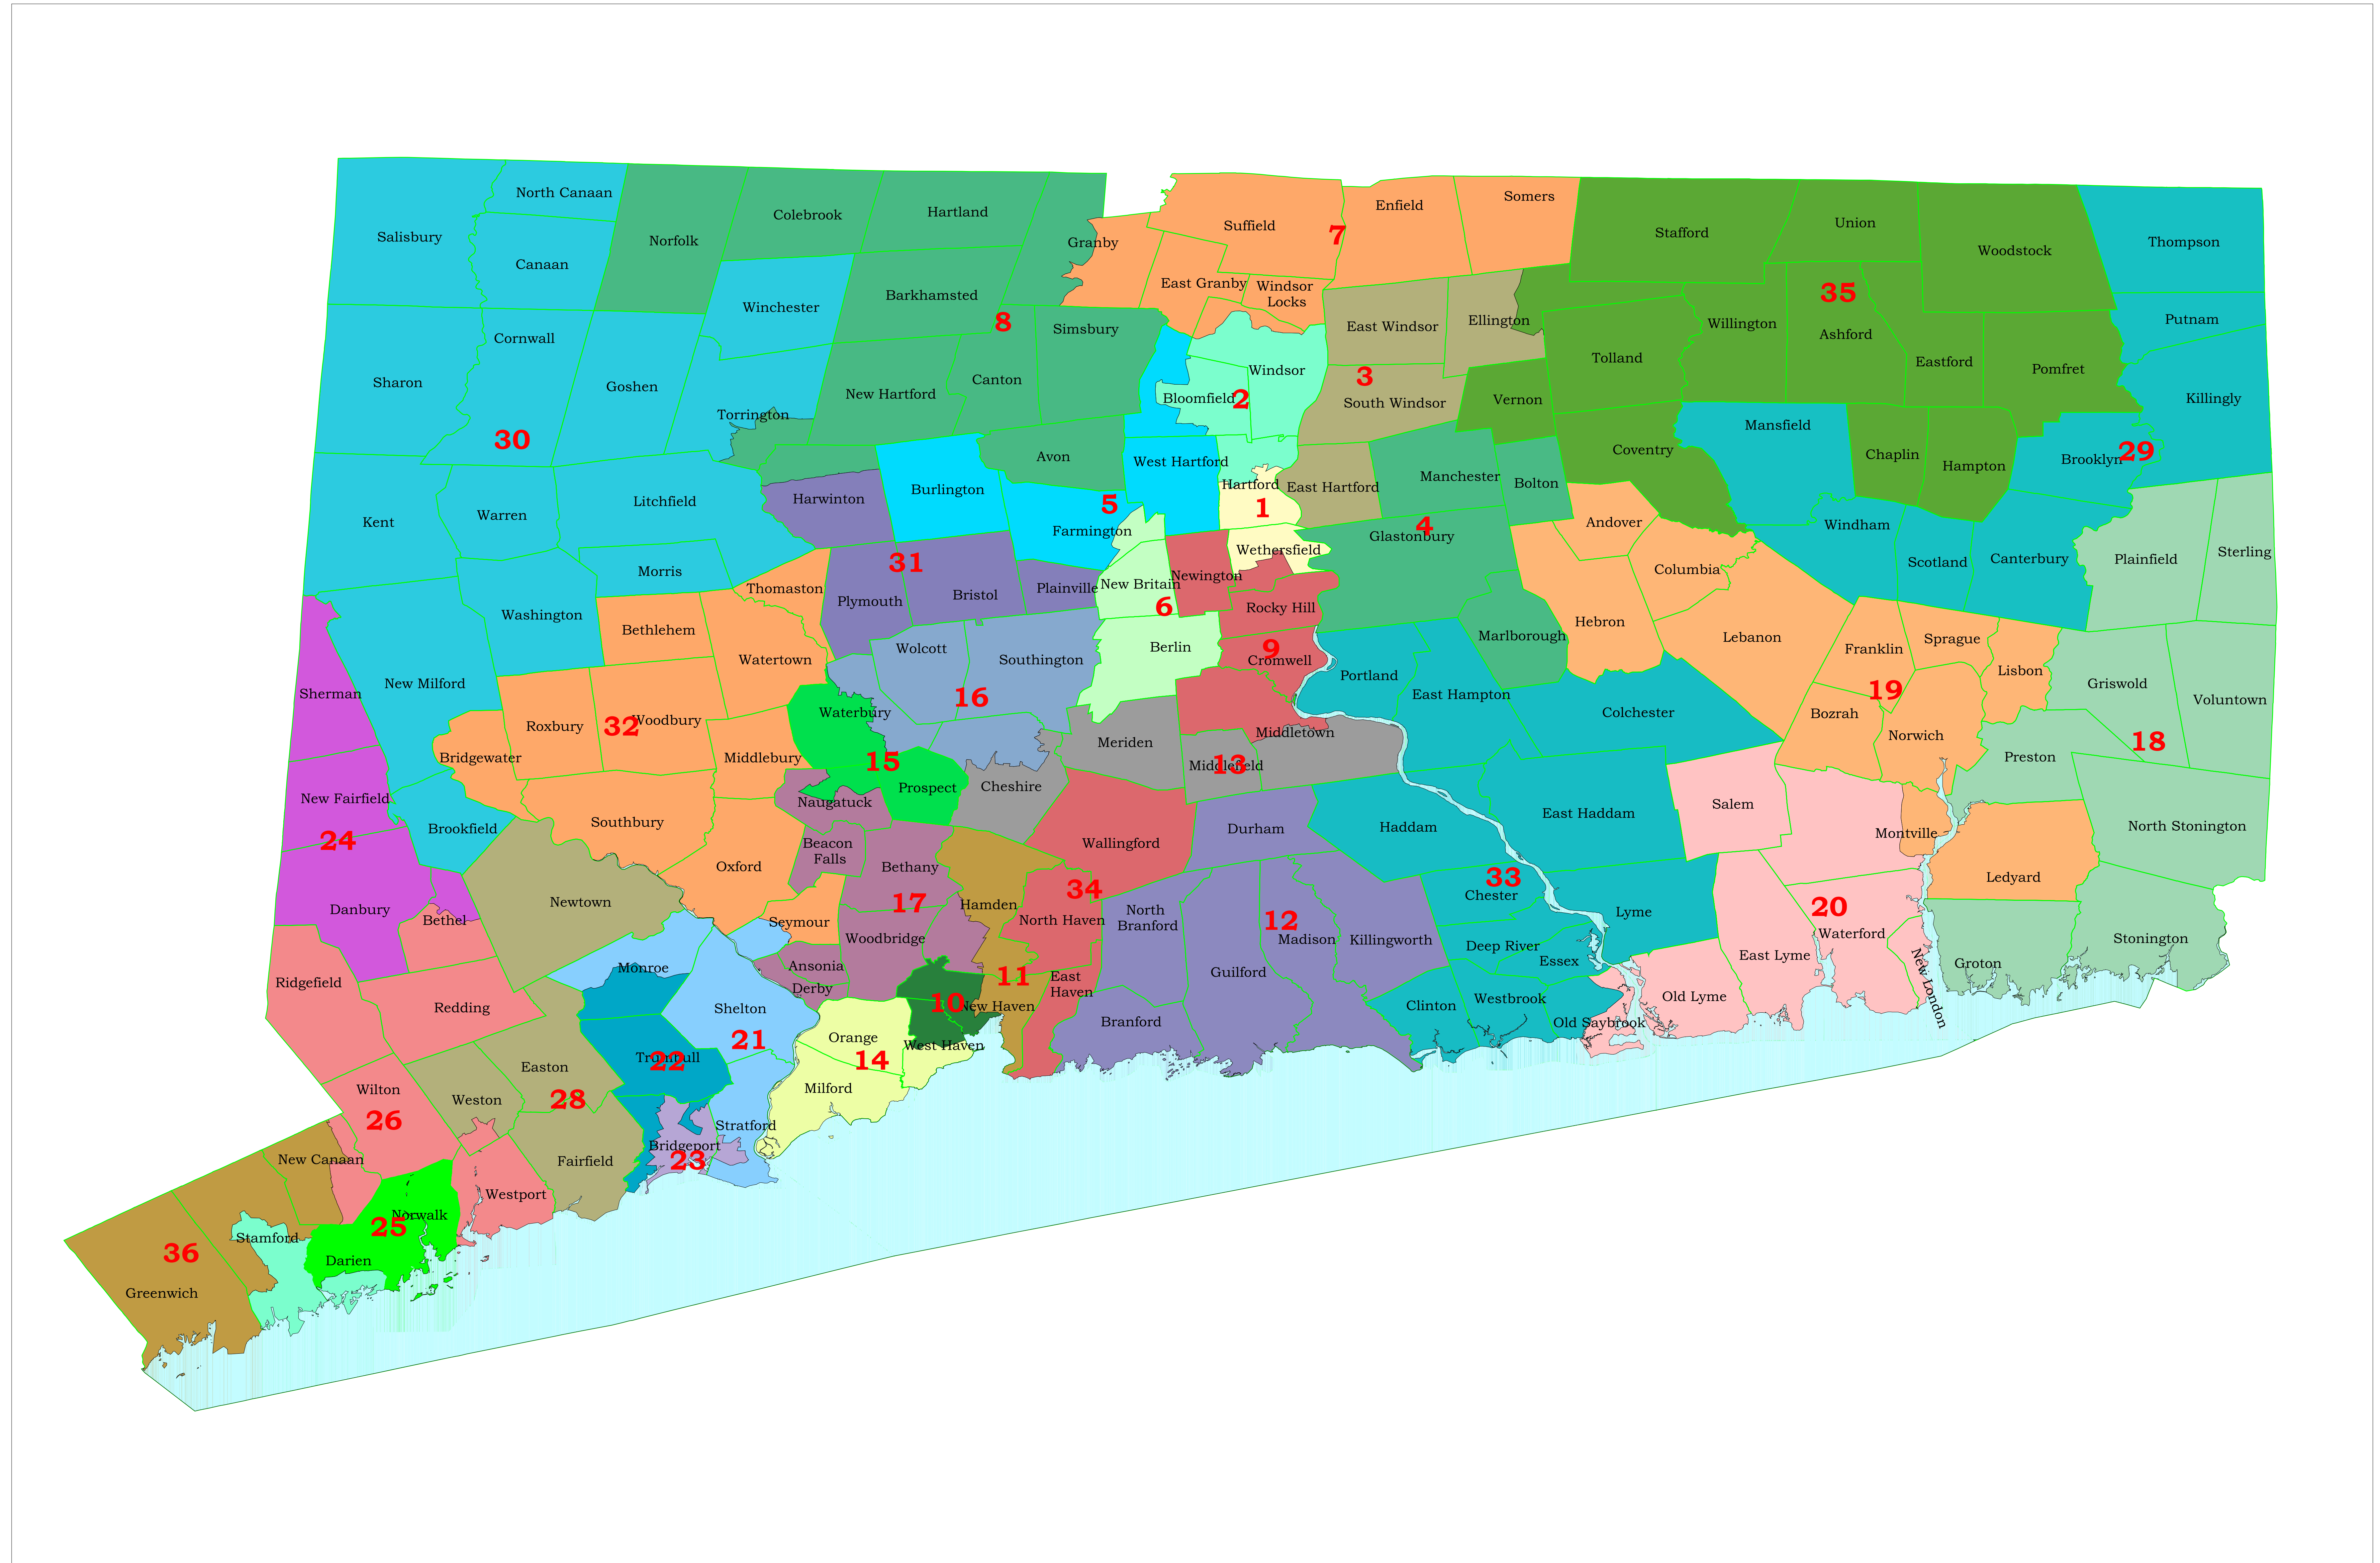 North Canaan
Salisbury
Canaan
Norfolk
Colebrook
Hartland
Granby
Suffield
7
Enfield
Somers
Stafford
Union
Woodstock
Thompson
Winchester
Barkhamsted
8
Simsbury
East Granby
Windsor
Locks
East Windsor
Ellington
Willington
35
Ashford
Putnam
Cornwall
Sharon
Goshen
30
Torrington
New Hartford
Canton
Bloomfield
2
Windsor
3
South Windsor
Vernon
Tolland
Eastford
Pomfret
Killingly
Avon
West Hartford
Hartford
1
East Hartford
Manchester
Bolton
Coventry
Mansfield
Chaplin
Hampton
Brooklyn
29
Kent
Warren
Litchfield
Harwinton
Burlington
5
Farmington
Wethersfield
4
Glastonbury
Andover
Windham
Scotland
Canterbury
Plainfield
Sterling
Morris
Washington
Thomaston
31
Plymouth
Bristol
Plainville
New Britain
Newington
6
Rocky Hill
Columbia
Hebron
Lebanon
Franklin
Sprague
Lisbon
19
Bethlehem
Watertown
Wolcott
Southington
Berlin
9
Cromwell
Portland
East Hampton
Marlborough
Colchester
Bozrah
Norwich
Griswold
Voluntown
18
Preston
Sherman
New Milford
Roxbury
32
Woodbury
Bridgewater
Middlebury
Waterbury
15
16
Meriden
Middletown
Middlefield
13
Prospect
Cheshire
Naugatuck
New Fairfield
24
Brookfield
Southbury
Oxford
Beacon
Falls
Bethany
Wallingford
Durham
Haddam
East Haddam
Salem
Montville
North Stonington
Ledyard
Danbury
Bethel
Newtown
Seymour
17
Woodbridge
Hamden
34
North Haven
North
Branford
12
Madison
Killingworth
33
Chester
Deep River
Essex
Lyme
20
Waterford
East Lyme
New London
Groton
Stonington
Ridgefield
Redding
Monroe
Shelton
Ansonia
Derby
10
11
New Haven
East
Haven
Guilford
Branford
Clinton
Westbrook
Old Saybrook
Old Lyme
21
Orange
West Haven
14
Milford
Easton
Trumbull
22
Weston
28
Wilton
26
Fairfield
Stratford
Bridgeport
23
New Canaan
Westport
Norwalk
25
Darien
Stamford
36
Greenwich